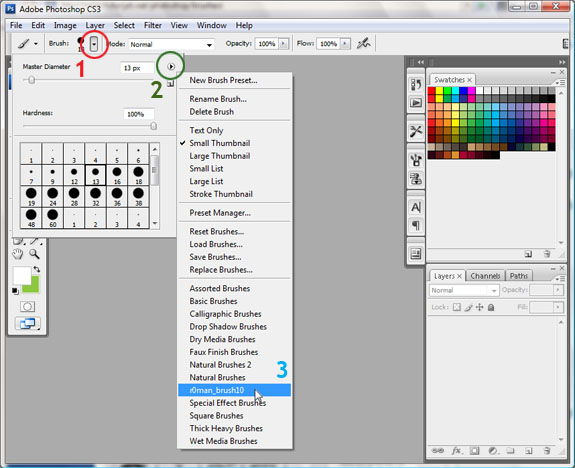 Ps Adobe Photoshop CS3
File Edit Image Layer Select Filter View Window Help
Brush: 13 Mode: Normal Opacity: 100% Flow: 100%
1
2
Master Diameter 13 px
Hardness: 100%
1 2 3 4 5 6
7 9 12 13 16 18
19 24 28 32 36 38
48 60 1 2 3 4
New Brush Preset...
Rename Brush...
Delete Brush
Text Only
Small Thumbnail
Large Thumbnail
Small List
Large List
Stroke Thumbnail
Preset Manager...
Reset Brushes...
Load Brushes...
Save Brushes...
Replace Brushes...
Assorted Brushes
Basic Brushes
Calligraphic Brushes
Drop Shadow Brushes
Dry Media Brushes
Faux Finish Brushes
Natural Brushes 2
Natural Brushes
r0man_brush10
Special Effect Brushes
Square Brushes
Thick Heavy Brushes
Wet Media Brushes
3
Swatches x
A
Layers x Channels Paths
Normal Opacity:
Lock: Fill:
fx.